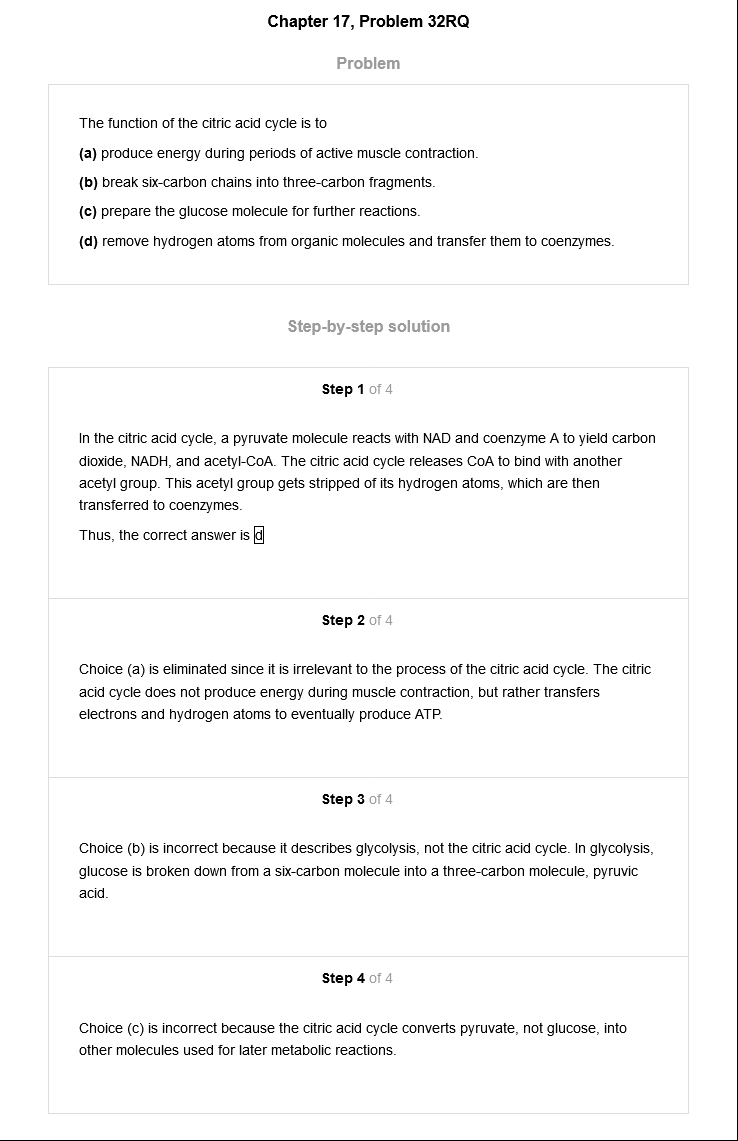 Chapter 17, Problem 32RQ
Problem
The function of the citric acid cycle is to
(a) produce energy during periods of active muscle contraction.
(b) break six-carbon chains into three-carbon fragments.
(c) prepare the glucose molecule for further reactions.
(d) remove hydrogen atoms from organic molecules and transfer them to coenzymes.
Step-by-step solution
Step 1 of 4
In the citric acid cycle, a pyruvate molecule reacts with NAD and coenzyme A to yield carbon
dioxide, NADH, and acetyl-CoA. The citric acid cycle releases CoA to bind with another
acetyl group. This acetyl group gets stripped of its hydrogen atoms, which are then
transferred to coenzymes.
Thus, the correct answer is d
Step 2 of 4
Choice (a) is eliminated since it is irrelevant to the process of the citric acid cycle. The citric
acid cycle does not produce energy during muscle contraction, but rather transfers
electrons and hydrogen atoms to eventually produce ATP.
Step 3 of 4
Choice (b) is incorrect because it describes glycolysis, not the citric acid cycle. In glycolysis,
glucose is broken down from a six-carbon molecule into a three-carbon molecule, pyruvic
acid.
Step 4 of 4
Choice (c) is incorrect because the citric acid cycle converts pyruvate, not glucose, into
other molecules used for later metabolic reactions.